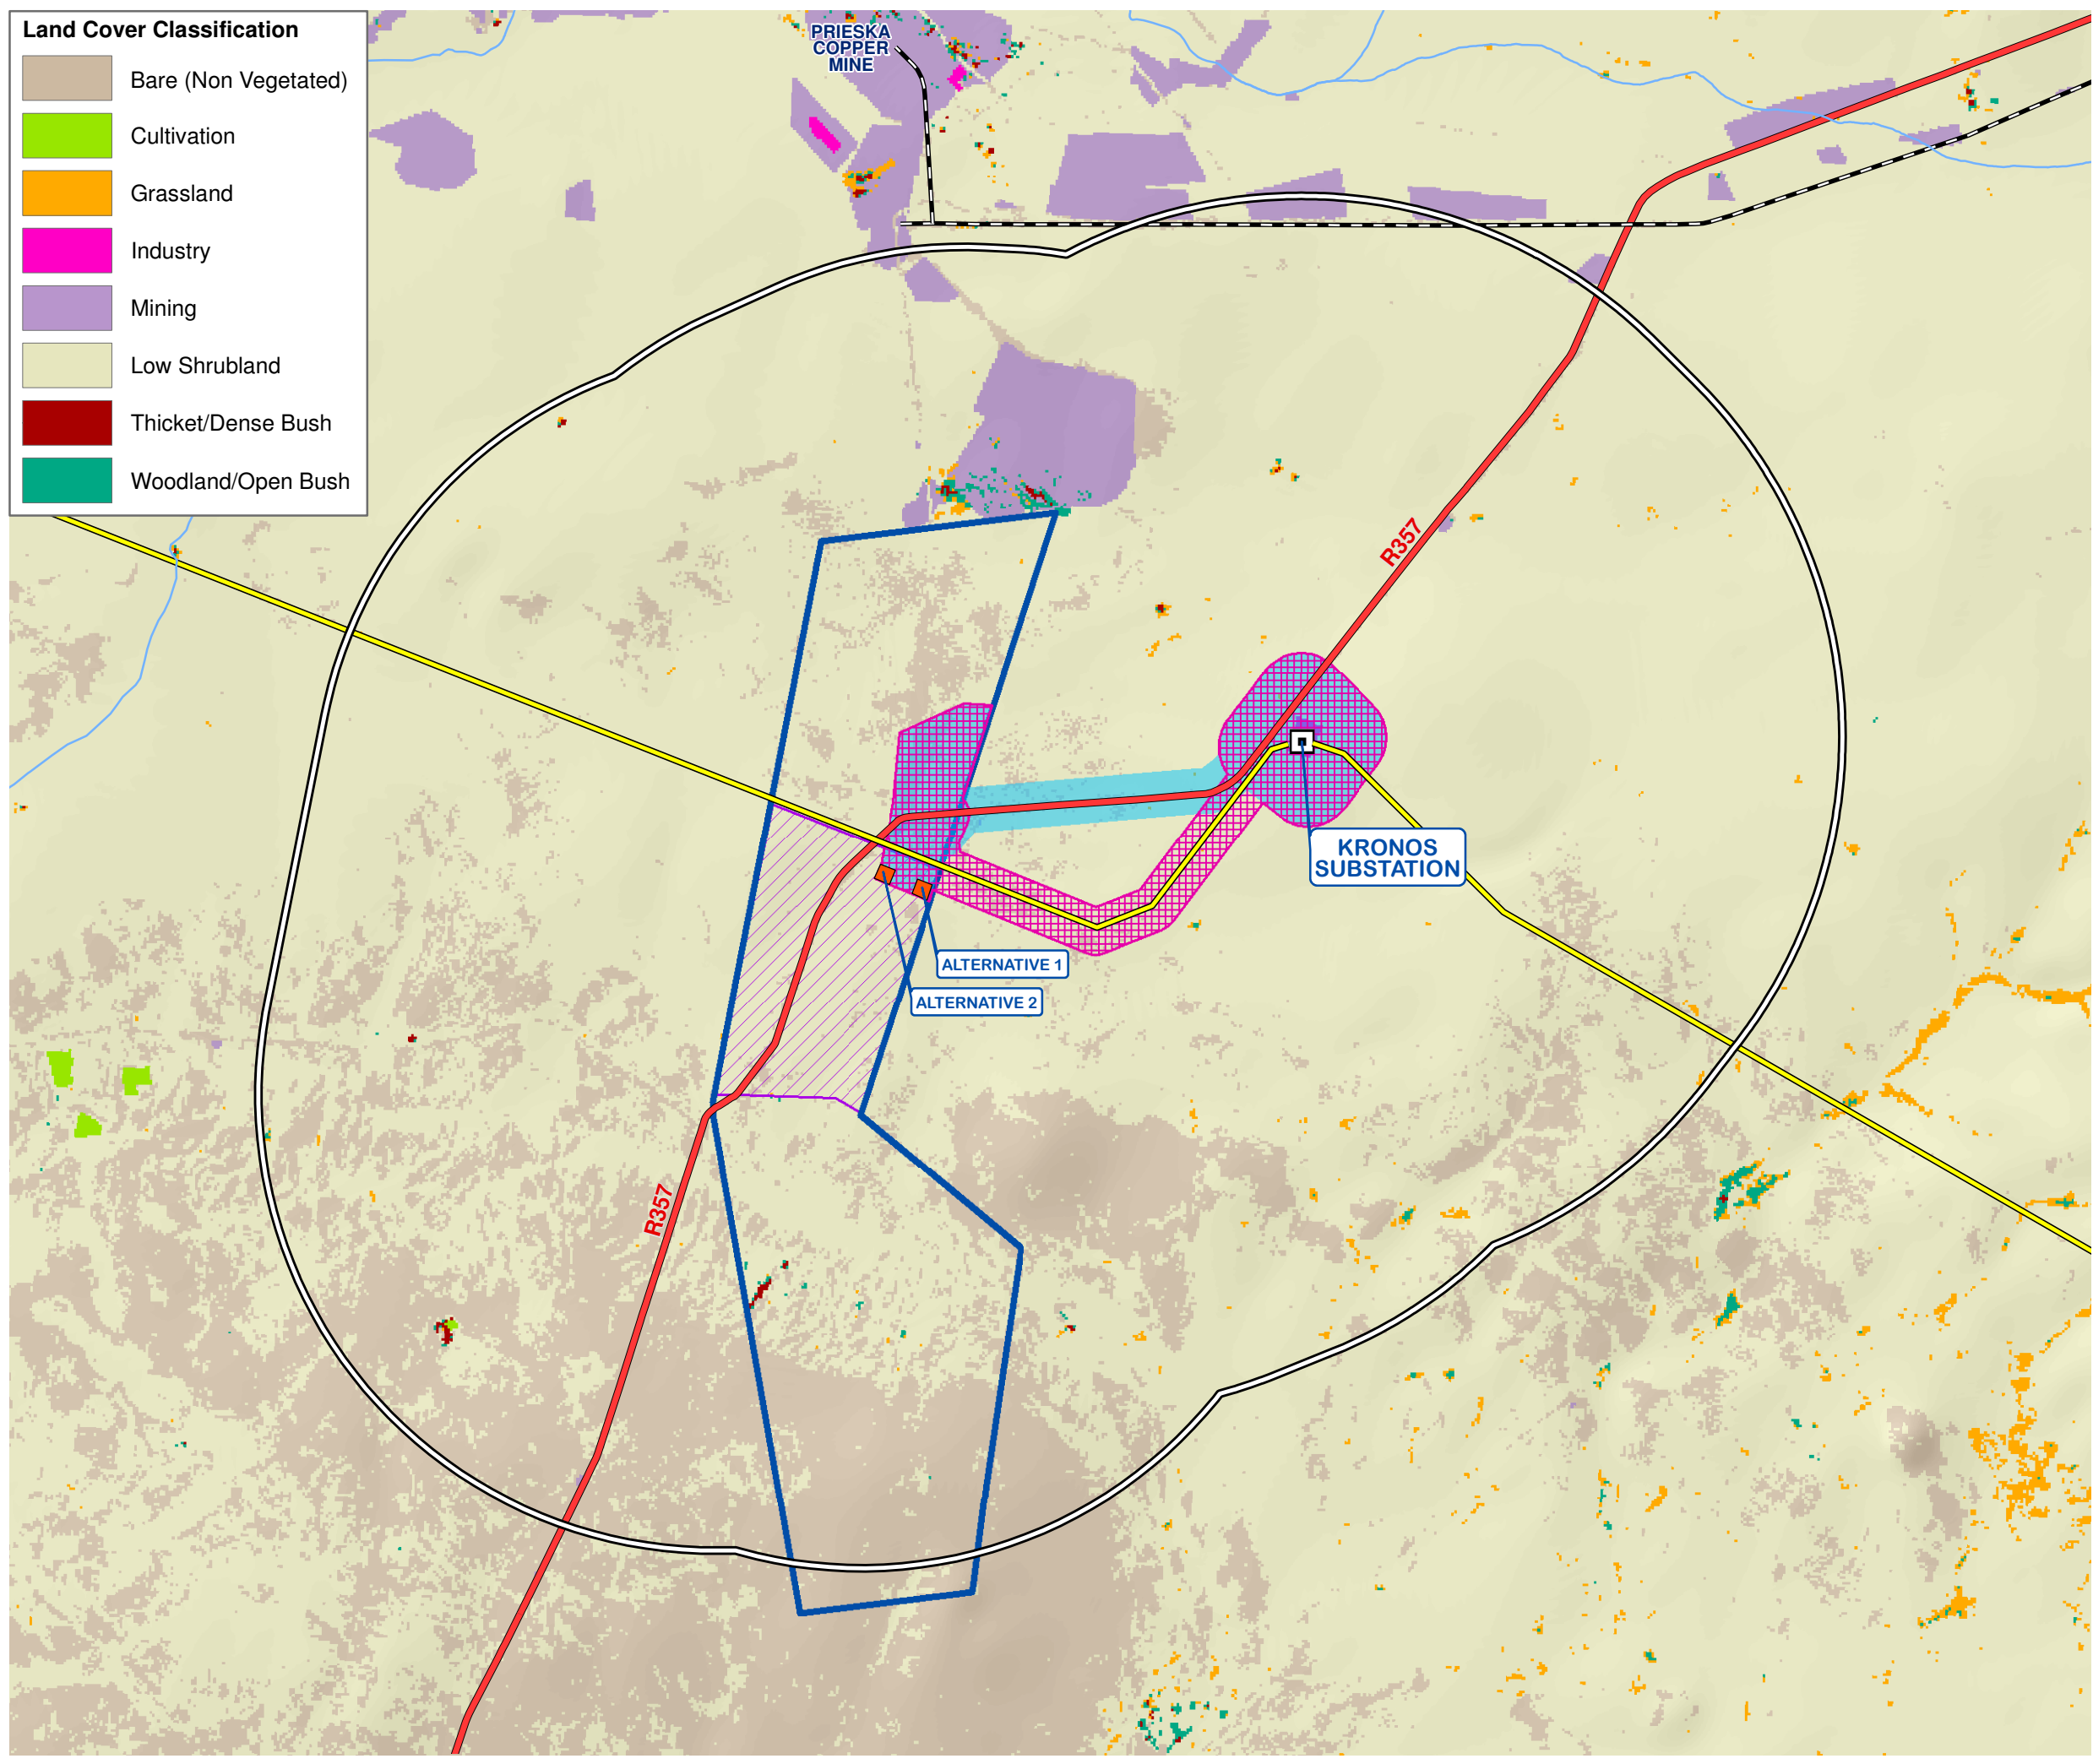 Land Cover Classification
Bare (Non Vegetated)
Cultivation
Grassland
Industry
Mining
Low Shrubland
Thicket/Dense Bush
Woodland/Open Bush
PRIESKA
COPPER
MINE
R357
KRONOS
SUBSTATION
ALTERNATIVE 1
ALTERNATIVE 2
R357